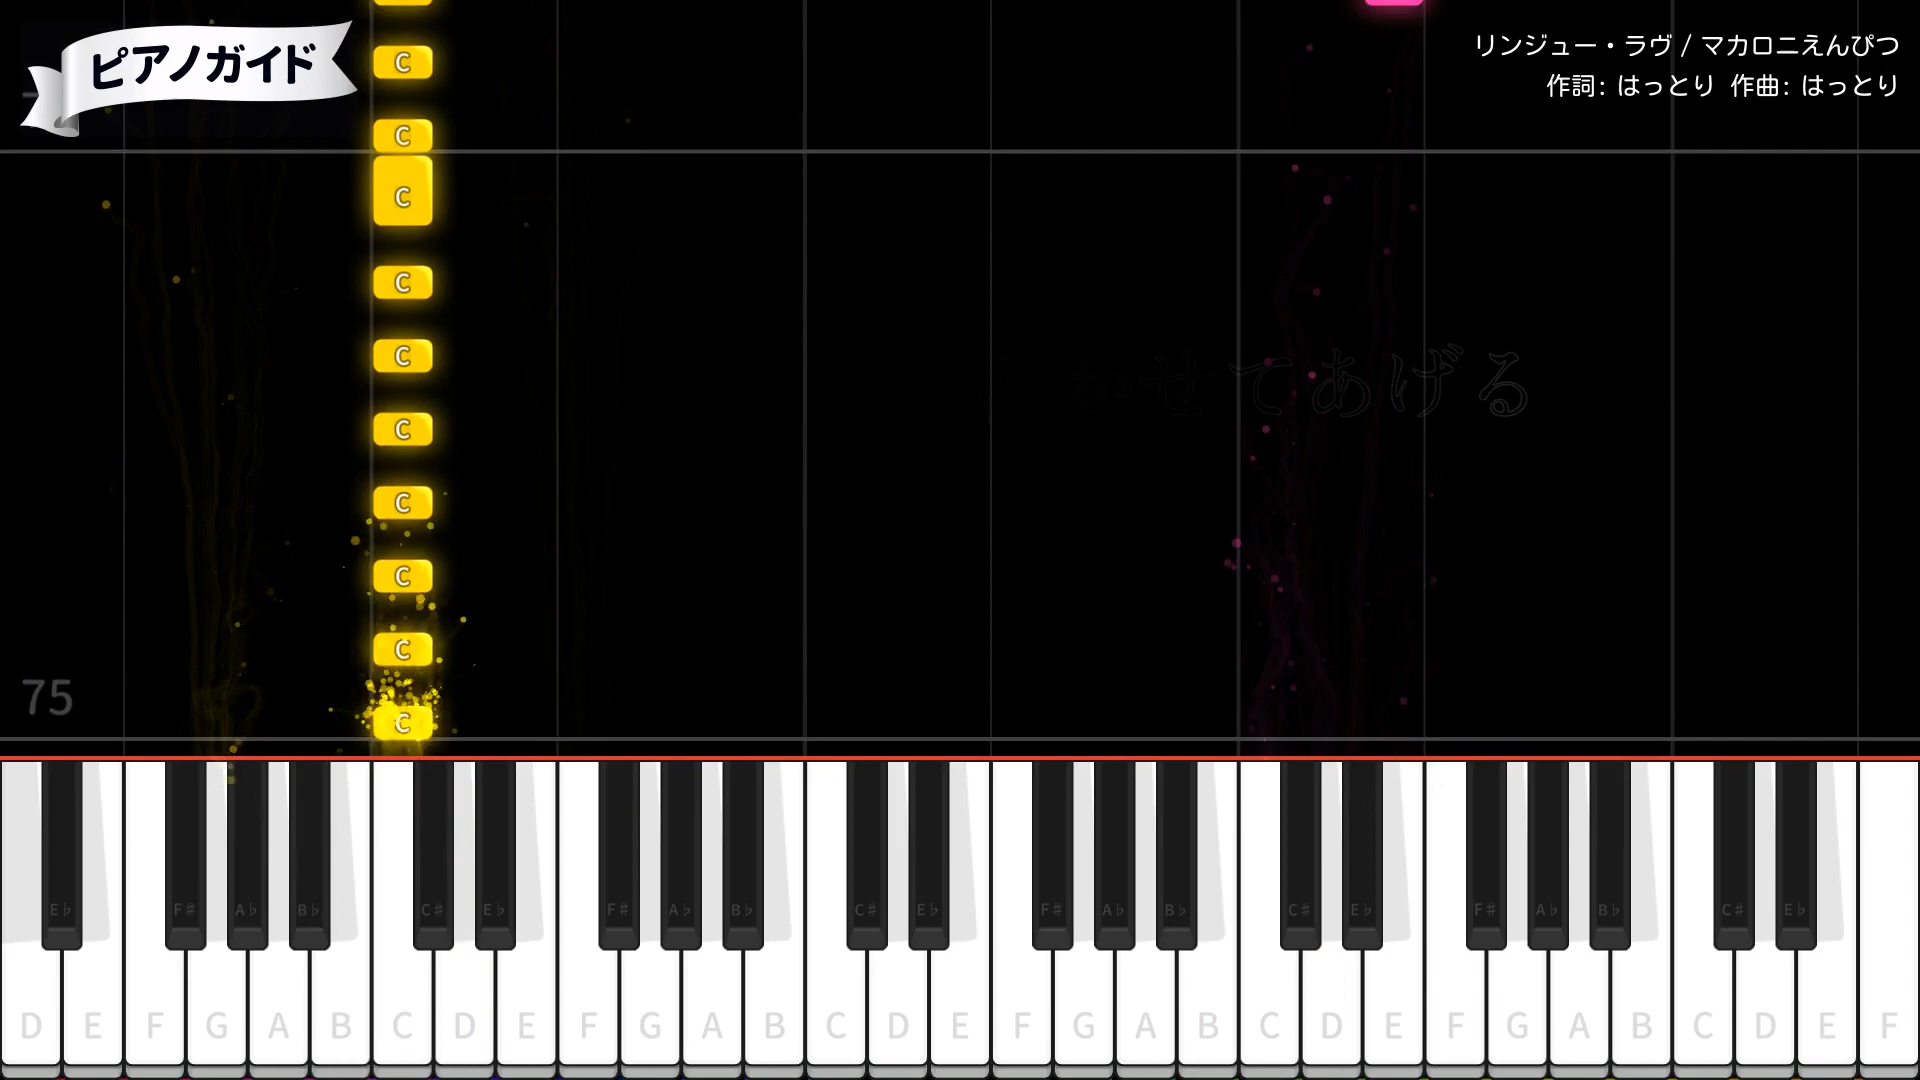 ピアノガイド
リンジュー・ラヴ / マカロニえんぴつ
作詞: はっとり 作曲: はっとり
C
C
C
C
C
C
C
C
C
C
かせてあげる
75
E♭ F♯ A♭ B♭ C♯ E♭ F♯ A♭ B♭ C♯ E♭ F♯ A♭ B♭ C♯ E♭ F♯ A♭ B♭ C♯ E♭
D E F G A B C D E F G A B C D E F G A B C D E F G A B C D E F